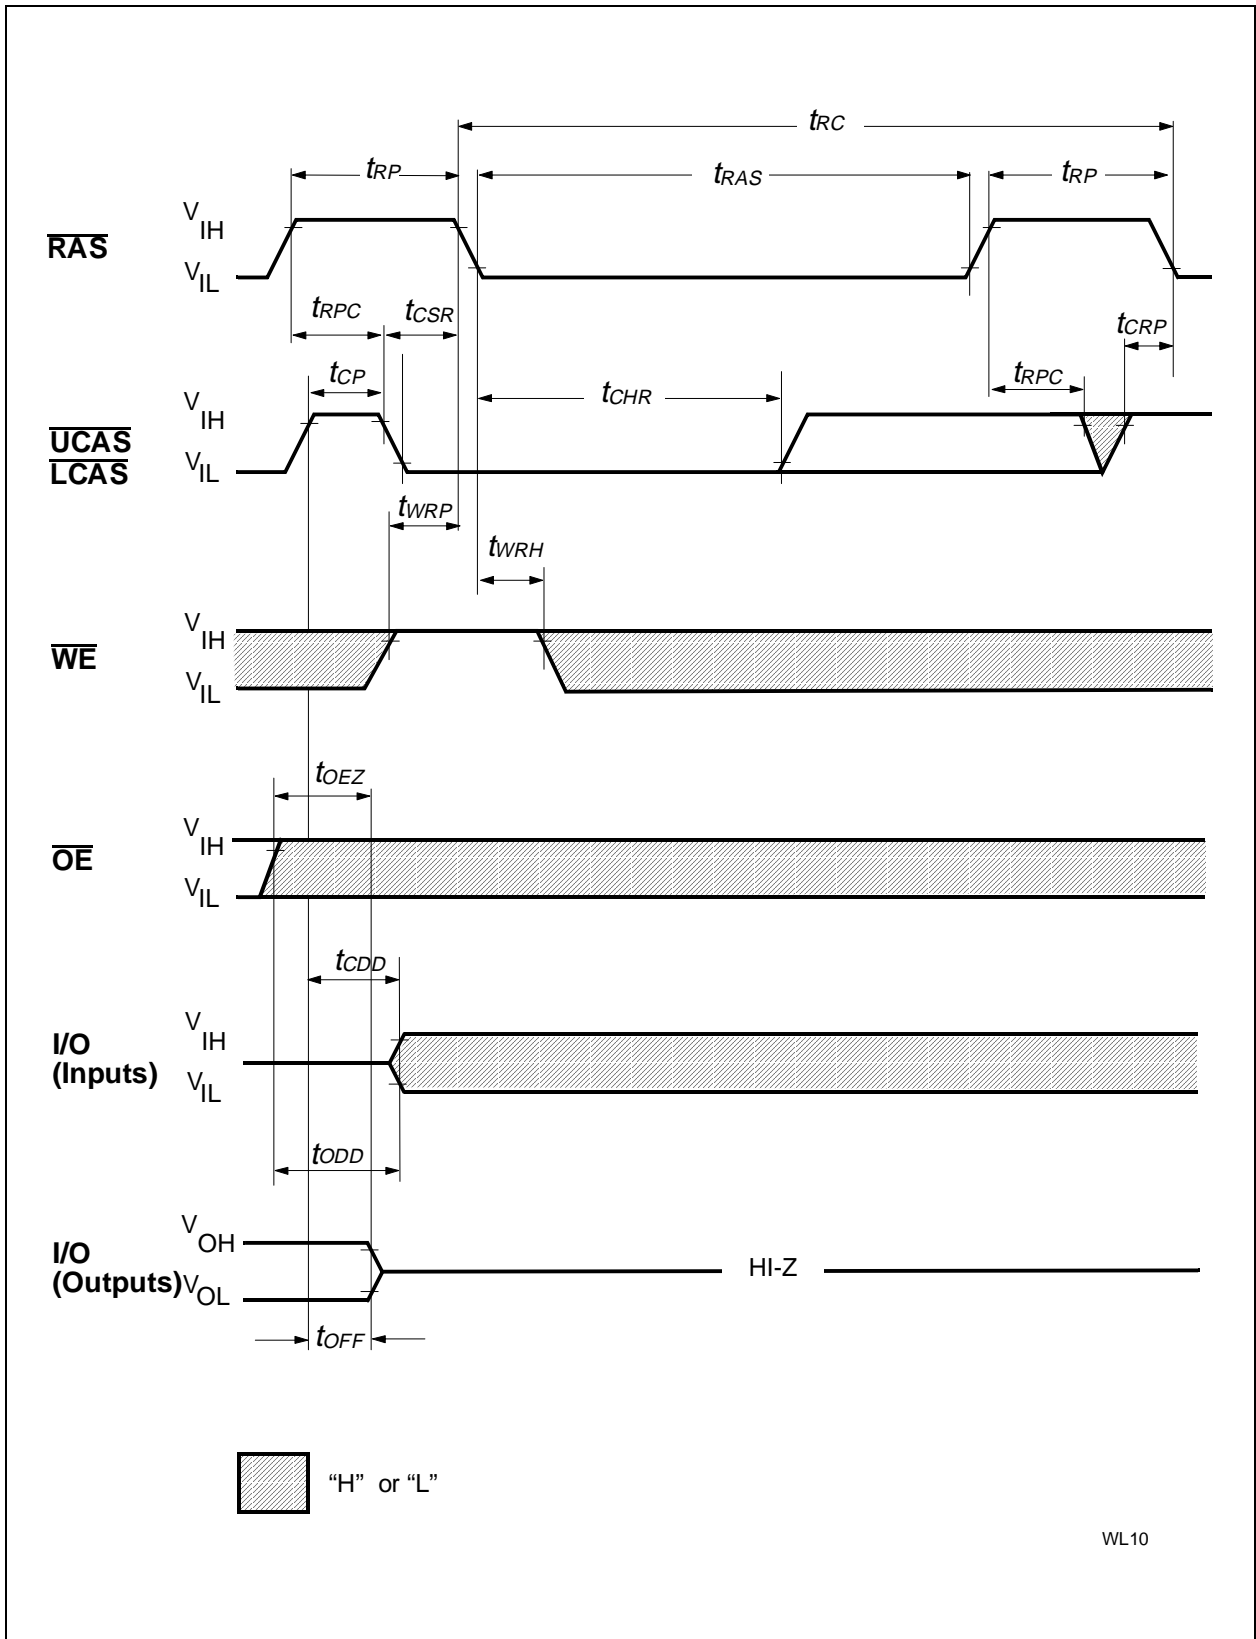 tRC
tRP tRAS tRP
RAS VIH
VIL
tRPC tCSR tCRP
tCP tCHR tRPC
UCAS VIH
LCAS VIL
tWRP
tWRH
WE VIH
VIL
tOEZ
OE VIH
VIL
tCDD
I/O VIH
(Inputs) VIL
tODD
I/O VOH
(Outputs) VOL HI-Z
tOFF
“H” or “L”
WL10